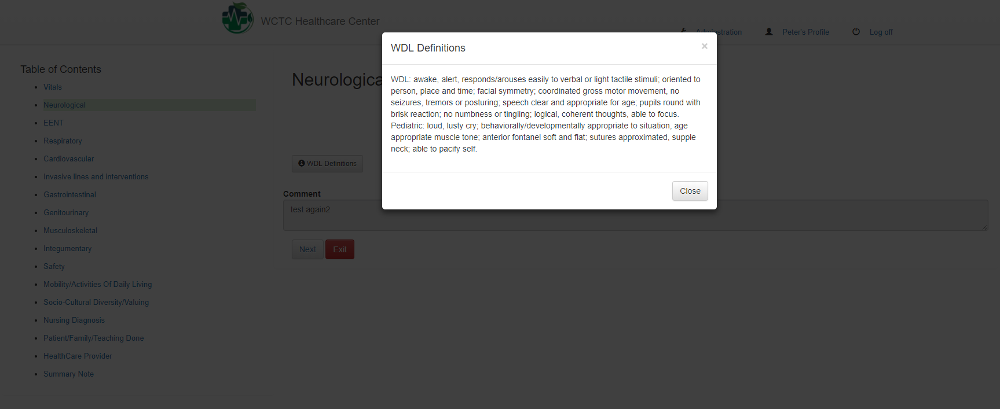 WCTC Healthcare Center
Adminstration
Peter's Profile
Log off
WDL Definitions
×
WDL: awake, alert, responds/arouses easily to verbal or light tactile stimuli; oriented to
person, place and time; facial symmetry; coordinated gross motor movement, no
seizures, tremors or posturing; speech clear and appropriate for age; pupils round with
brisk reaction; no numbness or tingling; logical, coherent thoughts, able to focus.
Pediatric: loud, lusty cry; behaviorally/developmentally appropriate to situation, age
appropriate muscle tone; anterior fontanel soft and flat; sutures approximated, supple
neck; able to pacify self.
Close
Table of Contents
Vitals
Neurological
EENT
Respiratory
Cardiovascular
Invasive lines and interventions
Gastrointestinal
Genitourinary
Musculoskeletal
Integumentary
Safety
Mobility/Activities Of Daily Living
Socio-Cultural Diversity/Valuing
Nursing Diagnosis
Patient/Family/Teaching Done
HealthCare Provider
Summary Note
Neurologica
WDL Definitions
Comment
test again2
Next
Exit